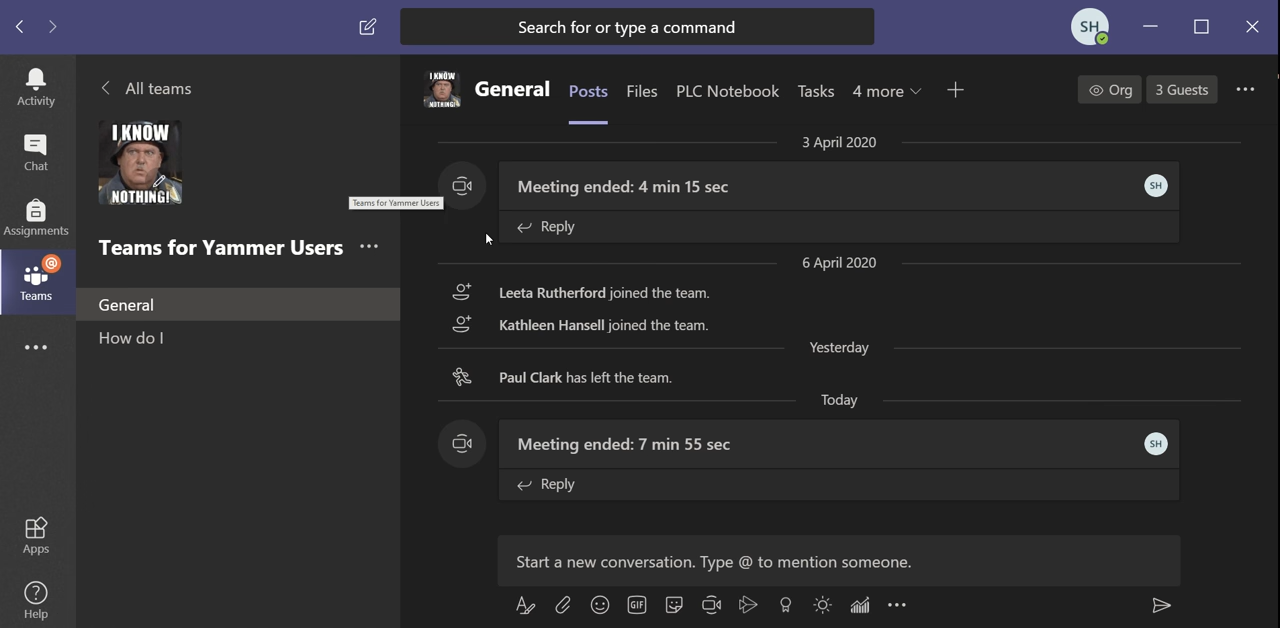 Search for or type a command
SH
Activity
Chat
Assignments
@
Teams
Apps
Help
All teams
I KNOW
NOTHING!
Teams for Yammer Users
Teams for Yammer Users
General
How do I
I KNOW
NOTHING!
General
Posts
Files
PLC Notebook
Tasks
4 more
Org
3 Guests
3 April 2020
Meeting ended: 4 min 15 sec
SH
Reply
6 April 2020
Leeta Rutherford joined the team.
Kathleen Hansell joined the team.
Yesterday
Paul Clark has left the team.
Today
Meeting ended: 7 min 55 sec
SH
Reply
Start a new conversation. Type @ to mention someone.
GIF